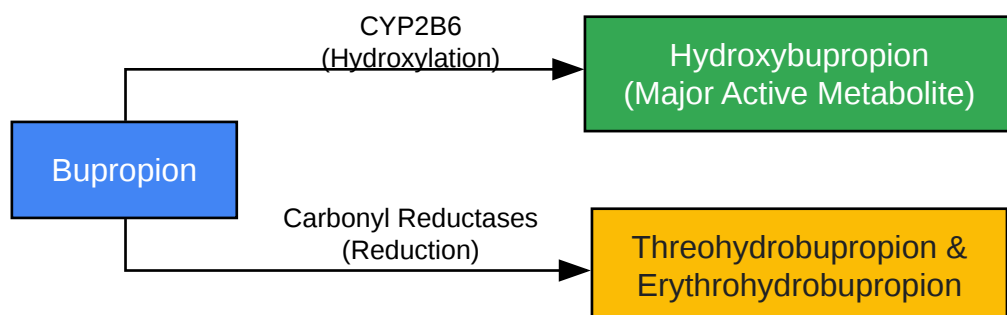 CYP2B6
(Hydroxylation)
Hydroxybupropion
(Major Active Metabolite)
Bupropion
Carbonyl Reductases
(Reduction)
Threohydrobupropion &
Erythrohydrobupropion